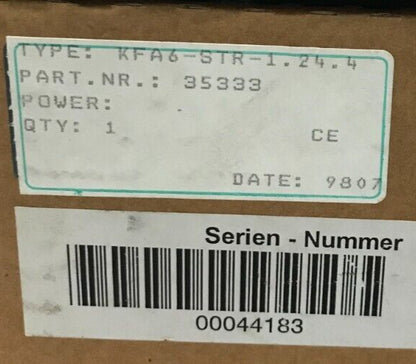 TYPE: KFA6-STR-1.24.4
PART.NR.: 35333
POWER:
QTY: 1
CE
DATE: 9807
Serien - Nummer
00044183